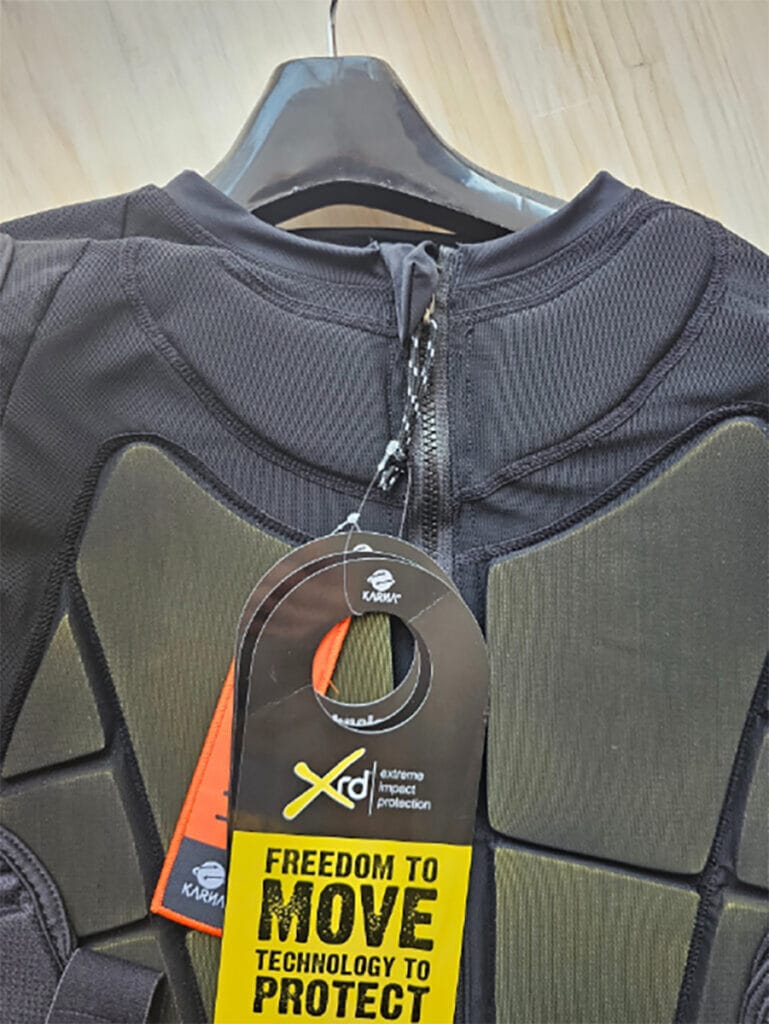 KARMA
Xrd
extreme
impact
protection
KARMA
FREEDOM TO
MOVE
TECHNOLOGY TO
PROTECT